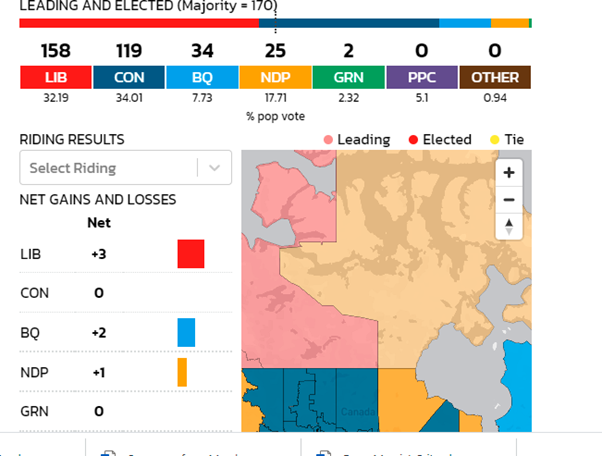 LEADING AND ELECTED (Majority = 170)
158 119 34 25 2 0 0
LIB CON BQ NDP GRN PPC OTHER
32.19 34.01 7.73 17.71 2.32 5.1 0.94
% pop vote
RIDING RESULTS
Leading Elected Tie
Select Riding
NET GAINS AND LOSSES
Net
LIB +3
CON 0
BQ +2
NDP +1
GRN 0
+
−
Canada